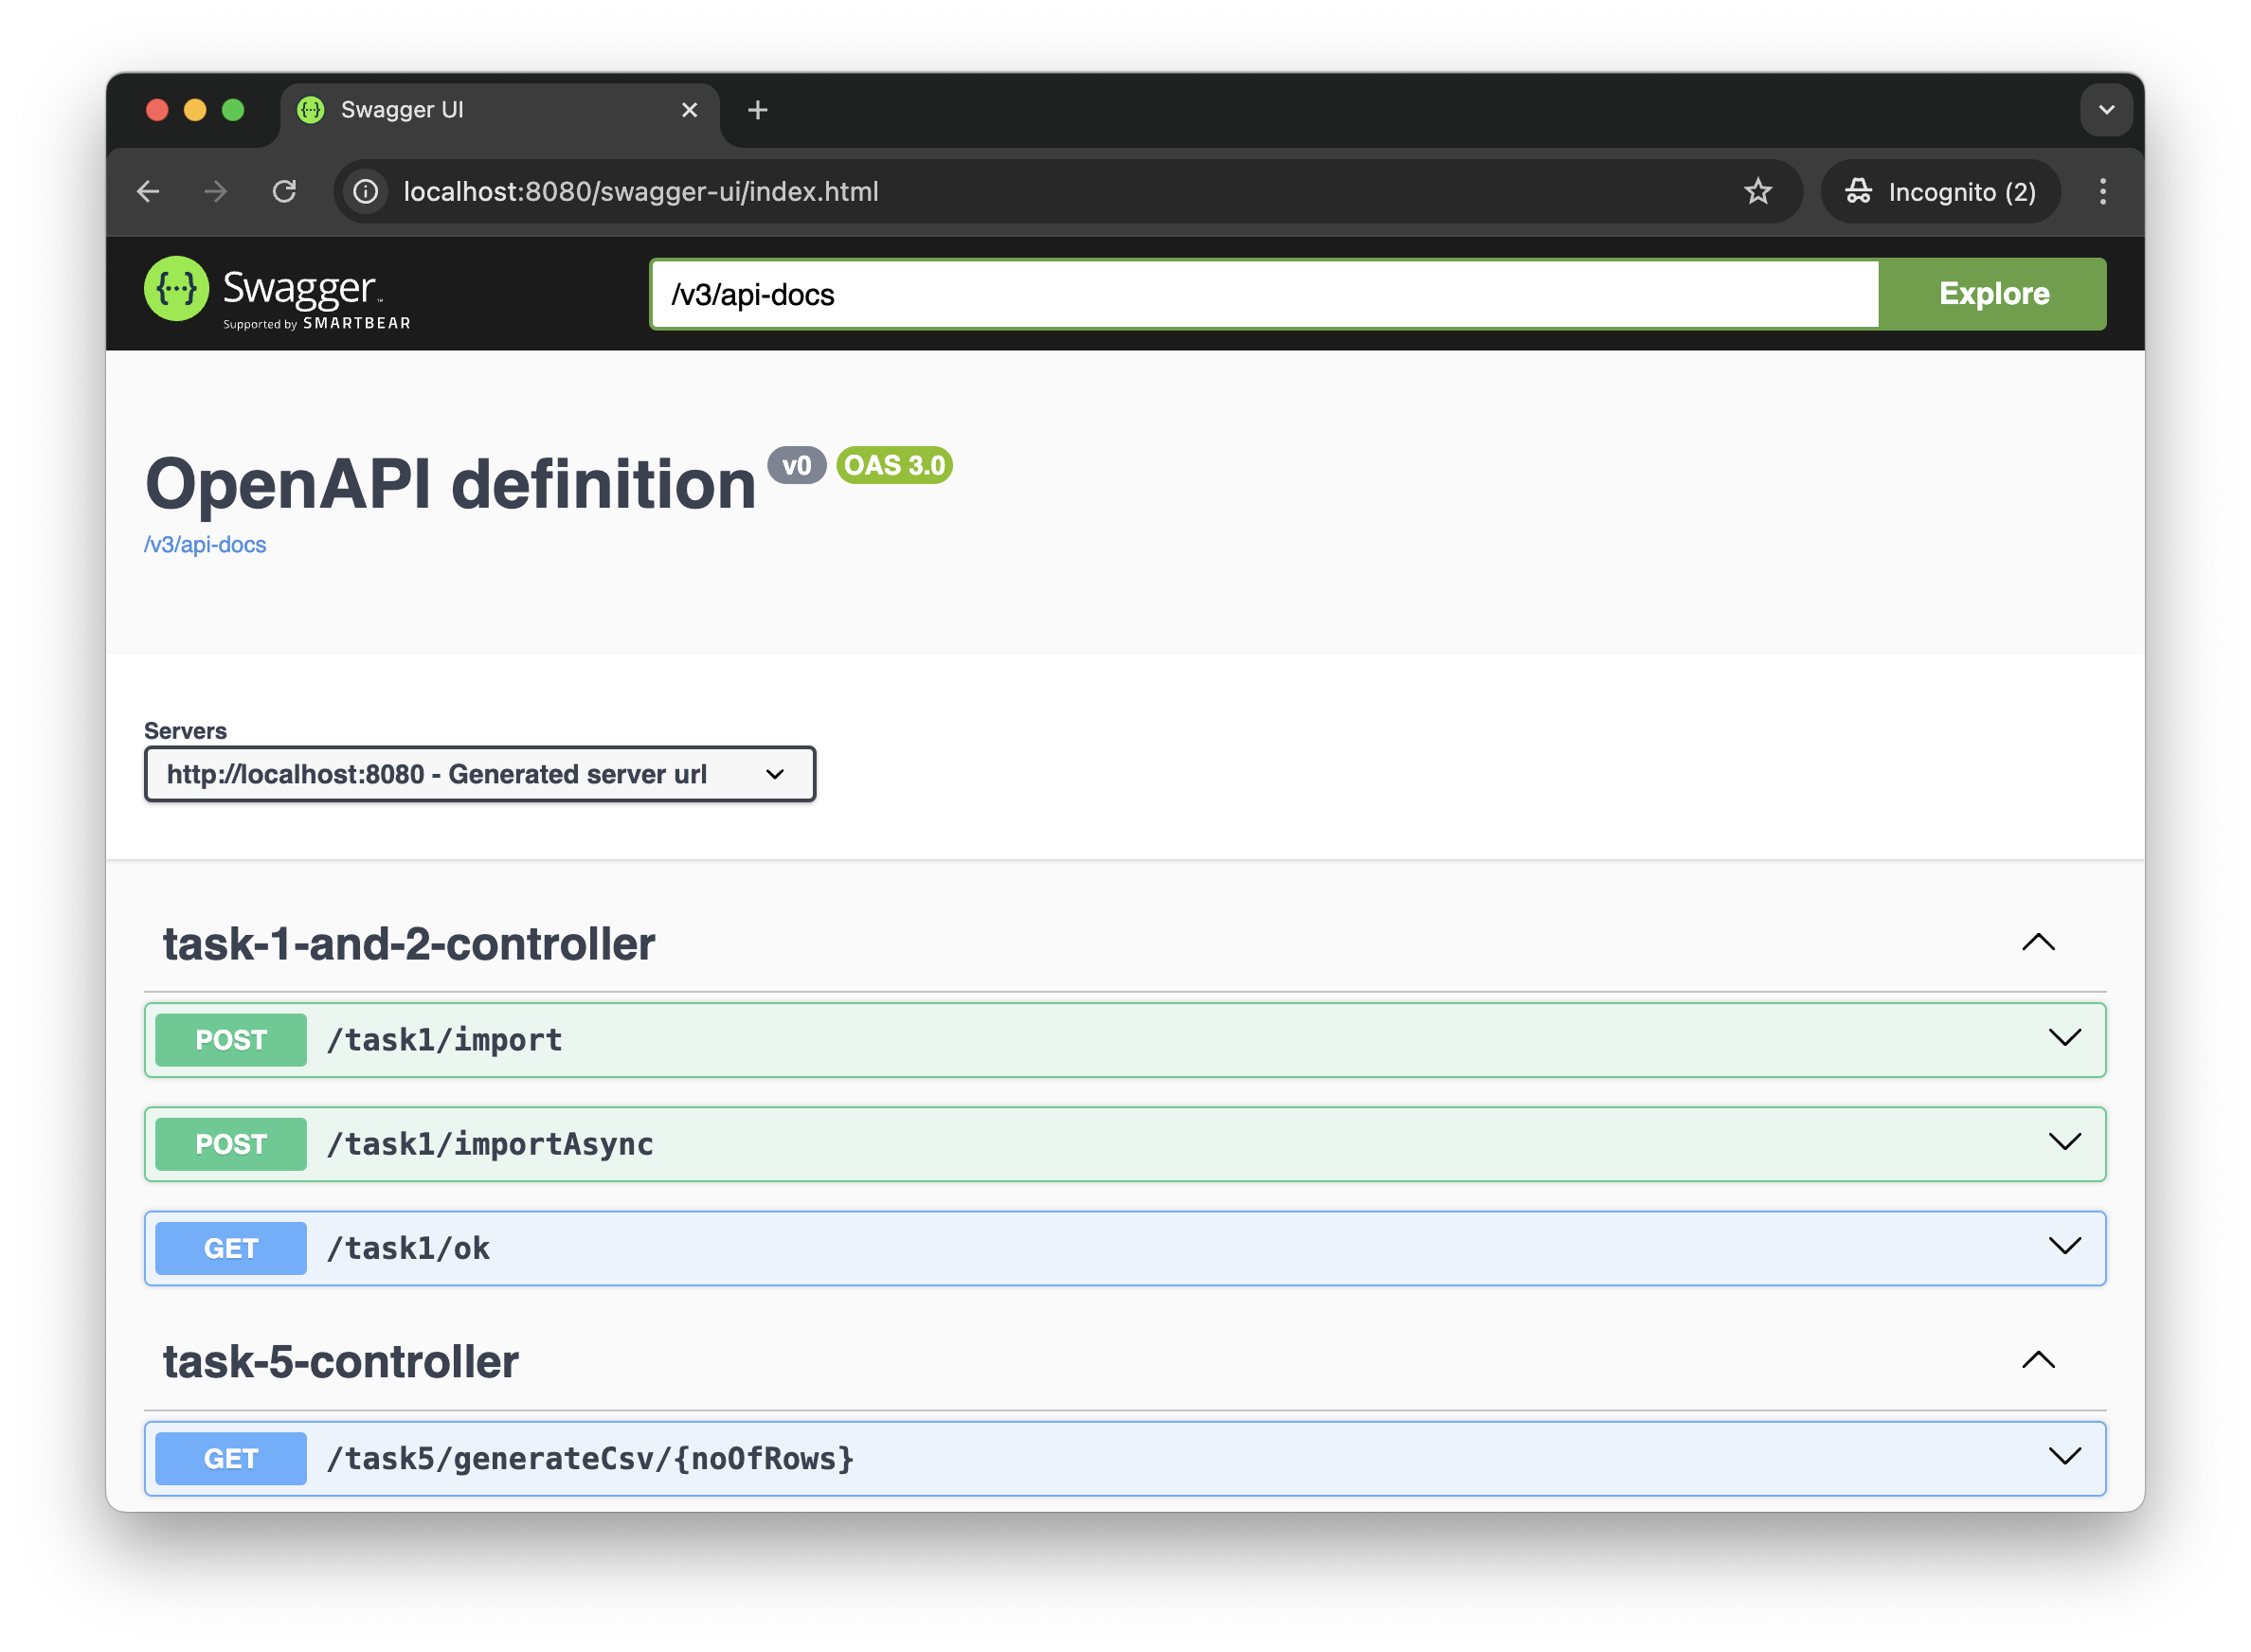 Swagger UI
localhost:8080/swagger-ui/index.html
Incognito (2)
{···} Swagger™
Supported by SMARTBEAR
/v3/api-docs
Explore
OpenAPI definition v0 OAS 3.0
/v3/api-docs
Servers
http://localhost:8080 - Generated server url
task-1-and-2-controller
POST /task1/import
POST /task1/importAsync
GET /task1/ok
task-5-controller
GET /task5/generateCsv/{noOfRows}